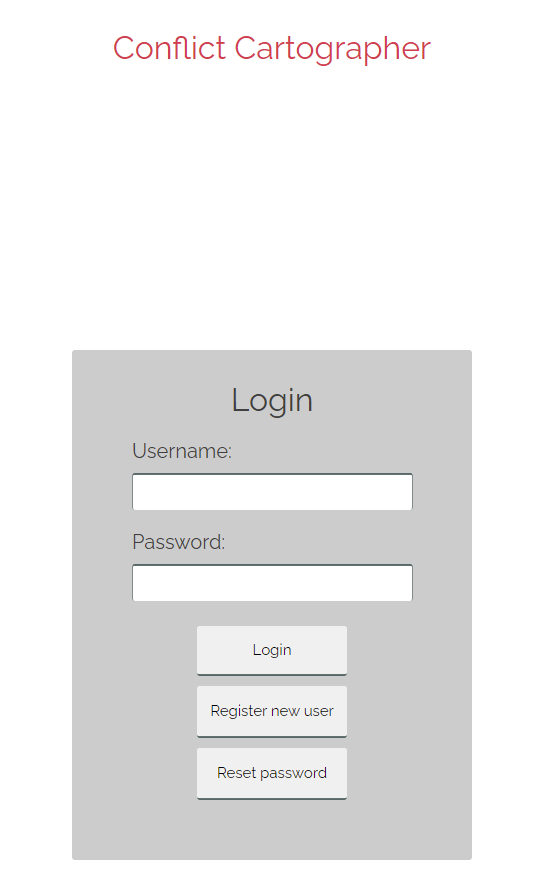 Conflict Cartographer
Login
Username:
Password:
Login
Register new user
Reset password